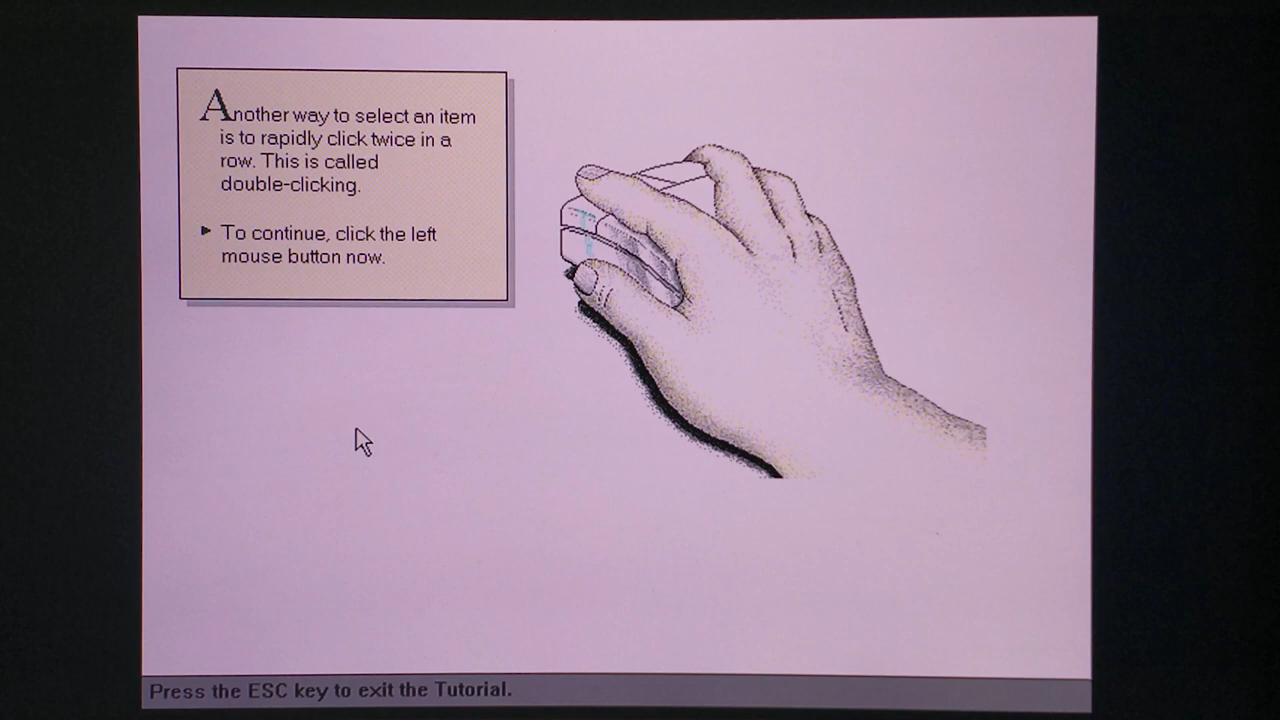 Another way to select an item
is to rapidly click twice in a
row. This is called
double-clicking.
To continue, click the left
mouse button now.
Press the ESC key to exit the Tutorial.